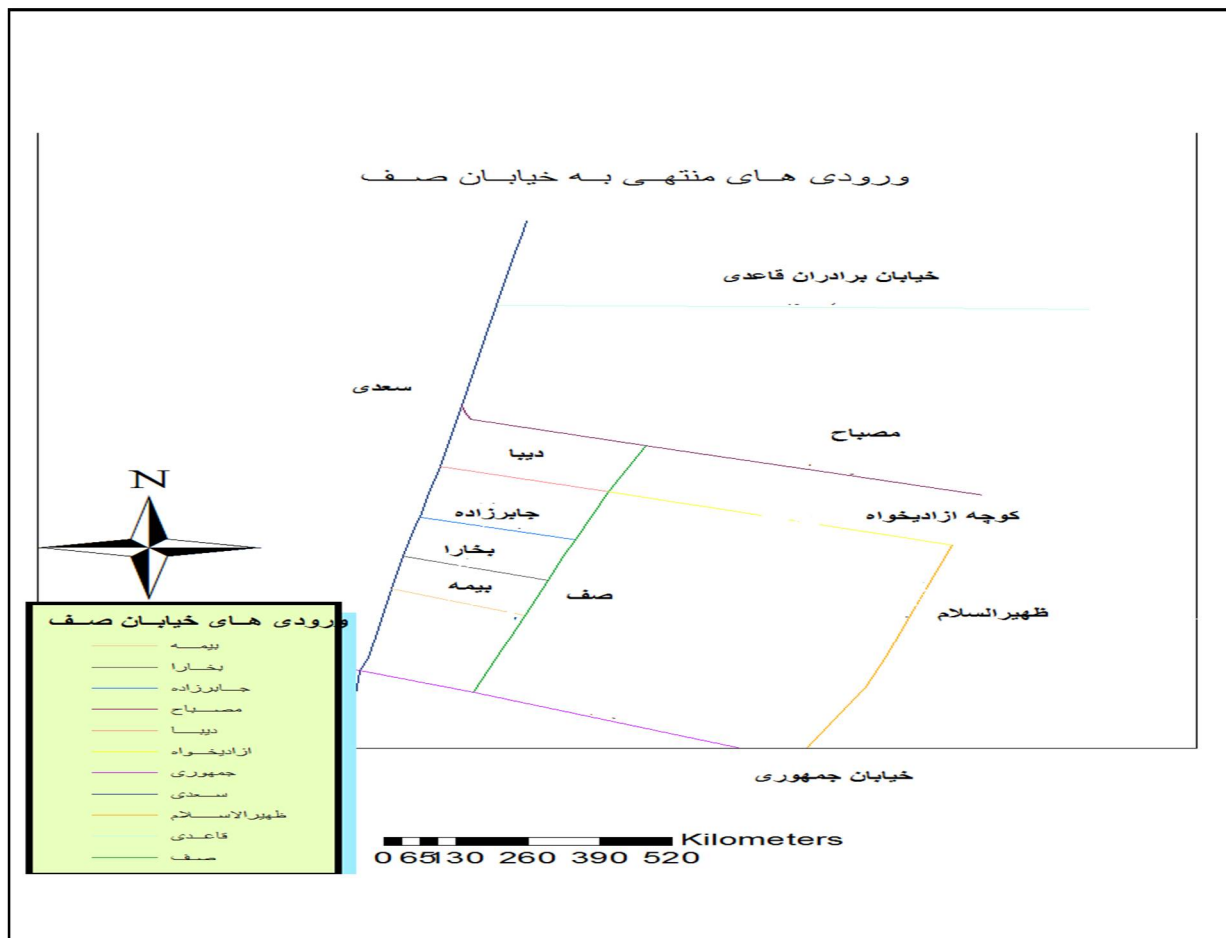 ورودی های منتهی به خیابان صف
خیابان برادران قاعدی
سعدی
مصباح
دیبا
کوچه ازادیخواه
جابرزاده
بخارا
بیمه
صف
ظهیرالسلام
N
ورودی های خیابان صف
بیمه
بخارا
جابرزاده
مصباح
دیبا
ازادیخواه
جمهوری
سعدی
ظهیرالاسلام
قاعدی
صف
خیابان جمهوری
Kilometers
0 65 130 260 390 520